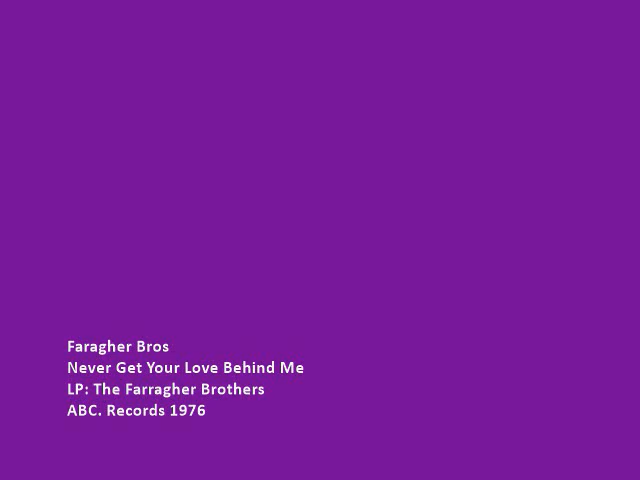 Faragher Bros
Never Get Your Love Behind Me
LP: The Farragher Brothers
ABC. Records 1976